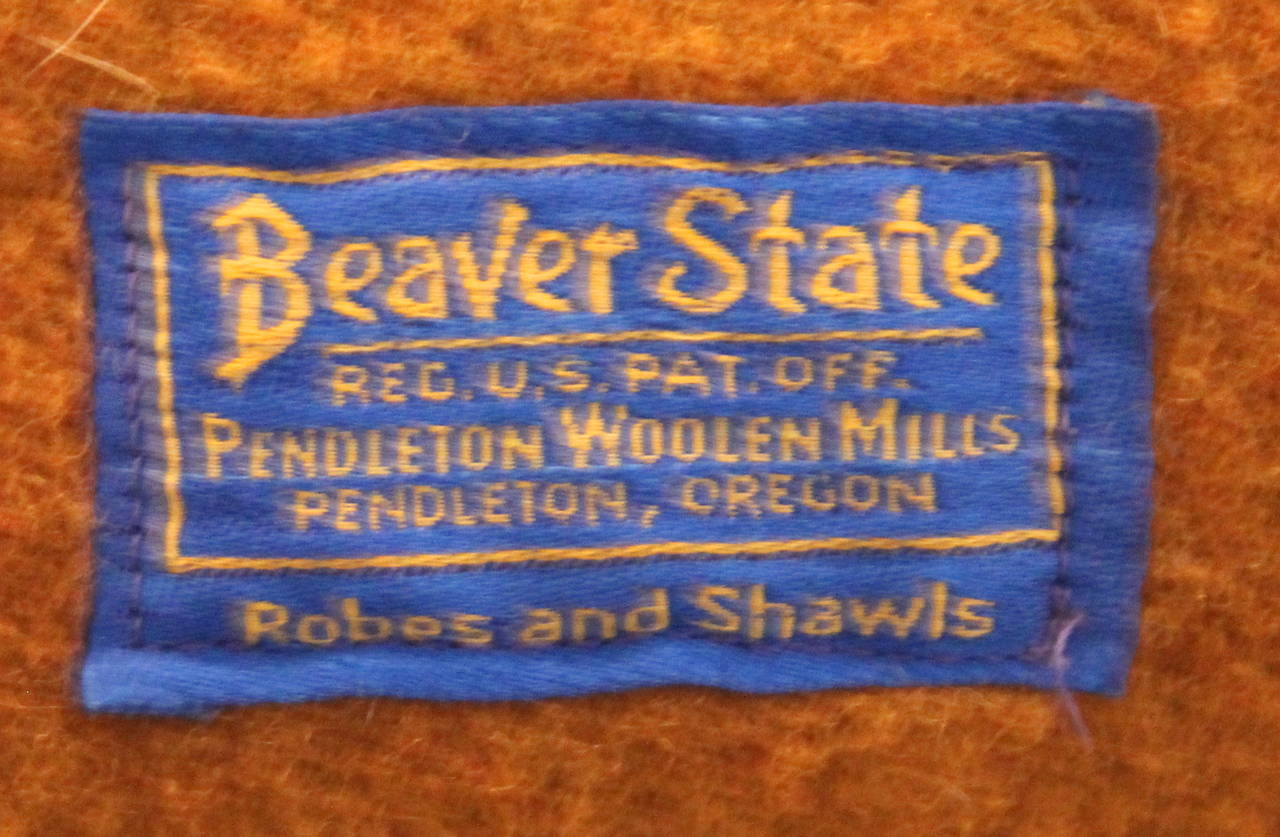 Beaver State
REG. U.S. PAT. OFF.
PENDLETON WOOLEN MILLS
PENDLETON, OREGON
Robes and Shawls